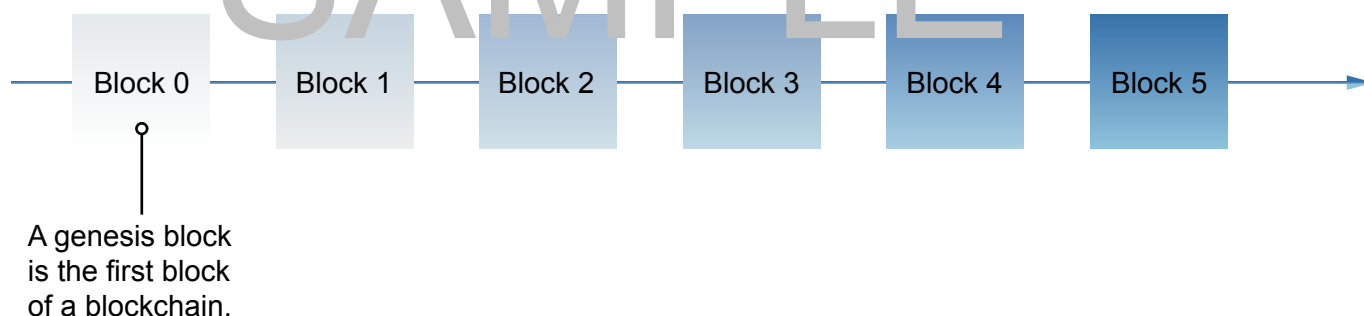 SAMPLE
Block 0 Block 1 Block 2 Block 3 Block 4 Block 5
A genesis block
is the first block
of a blockchain.